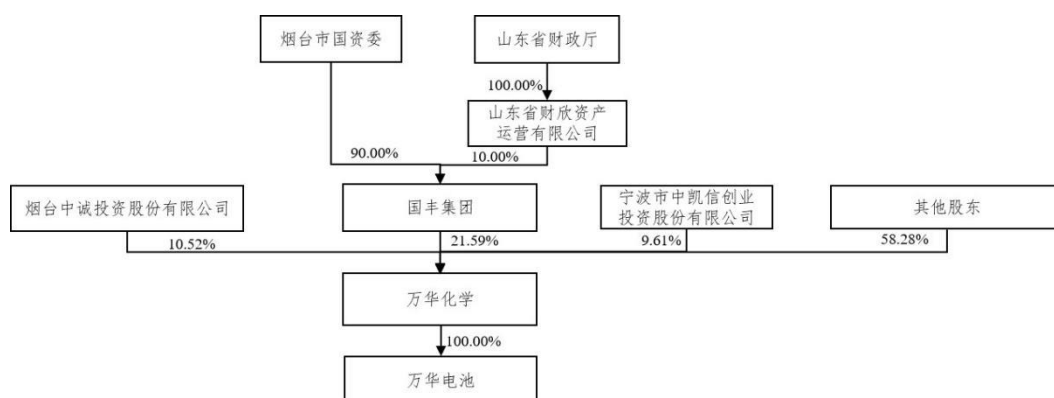 烟台市国资委
山东省财政厅
100.00%
山东省财欣资产
运营有限公司
90.00%
10.00%
烟台中诚投资股份有限公司
国丰集团
宁波市中凯信创业
投资股份有限公司
其他股东
10.52%
21.59%
9.61%
58.28%
万华化学
100.00%
万华电池